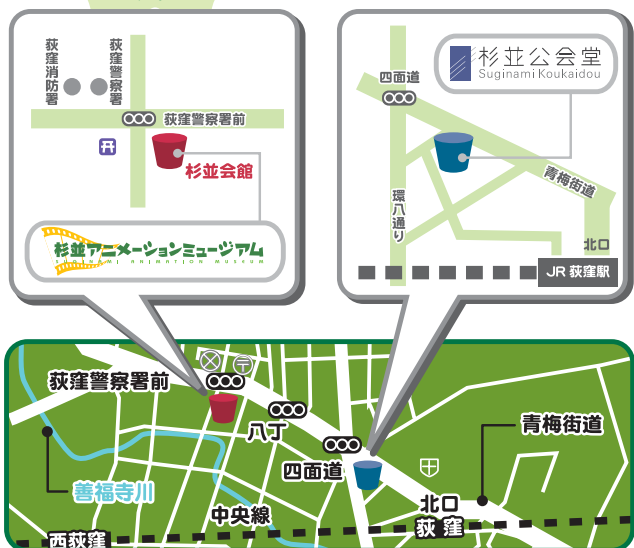 荻窪消防署
荻窪警察署
荻窪警察署前
杉並会館
杉並アニメーションミュージアム
SUGINAMI ANIMATION MUSEUM
杉並公会堂
Suginami Koukaidou
四面道
青梅街道
環八通り
北口
JR 荻窪駅
荻窪警察署前
八丁
四面道
青梅街道
善福寺川
中央線
北口
荻窪
西荻窪